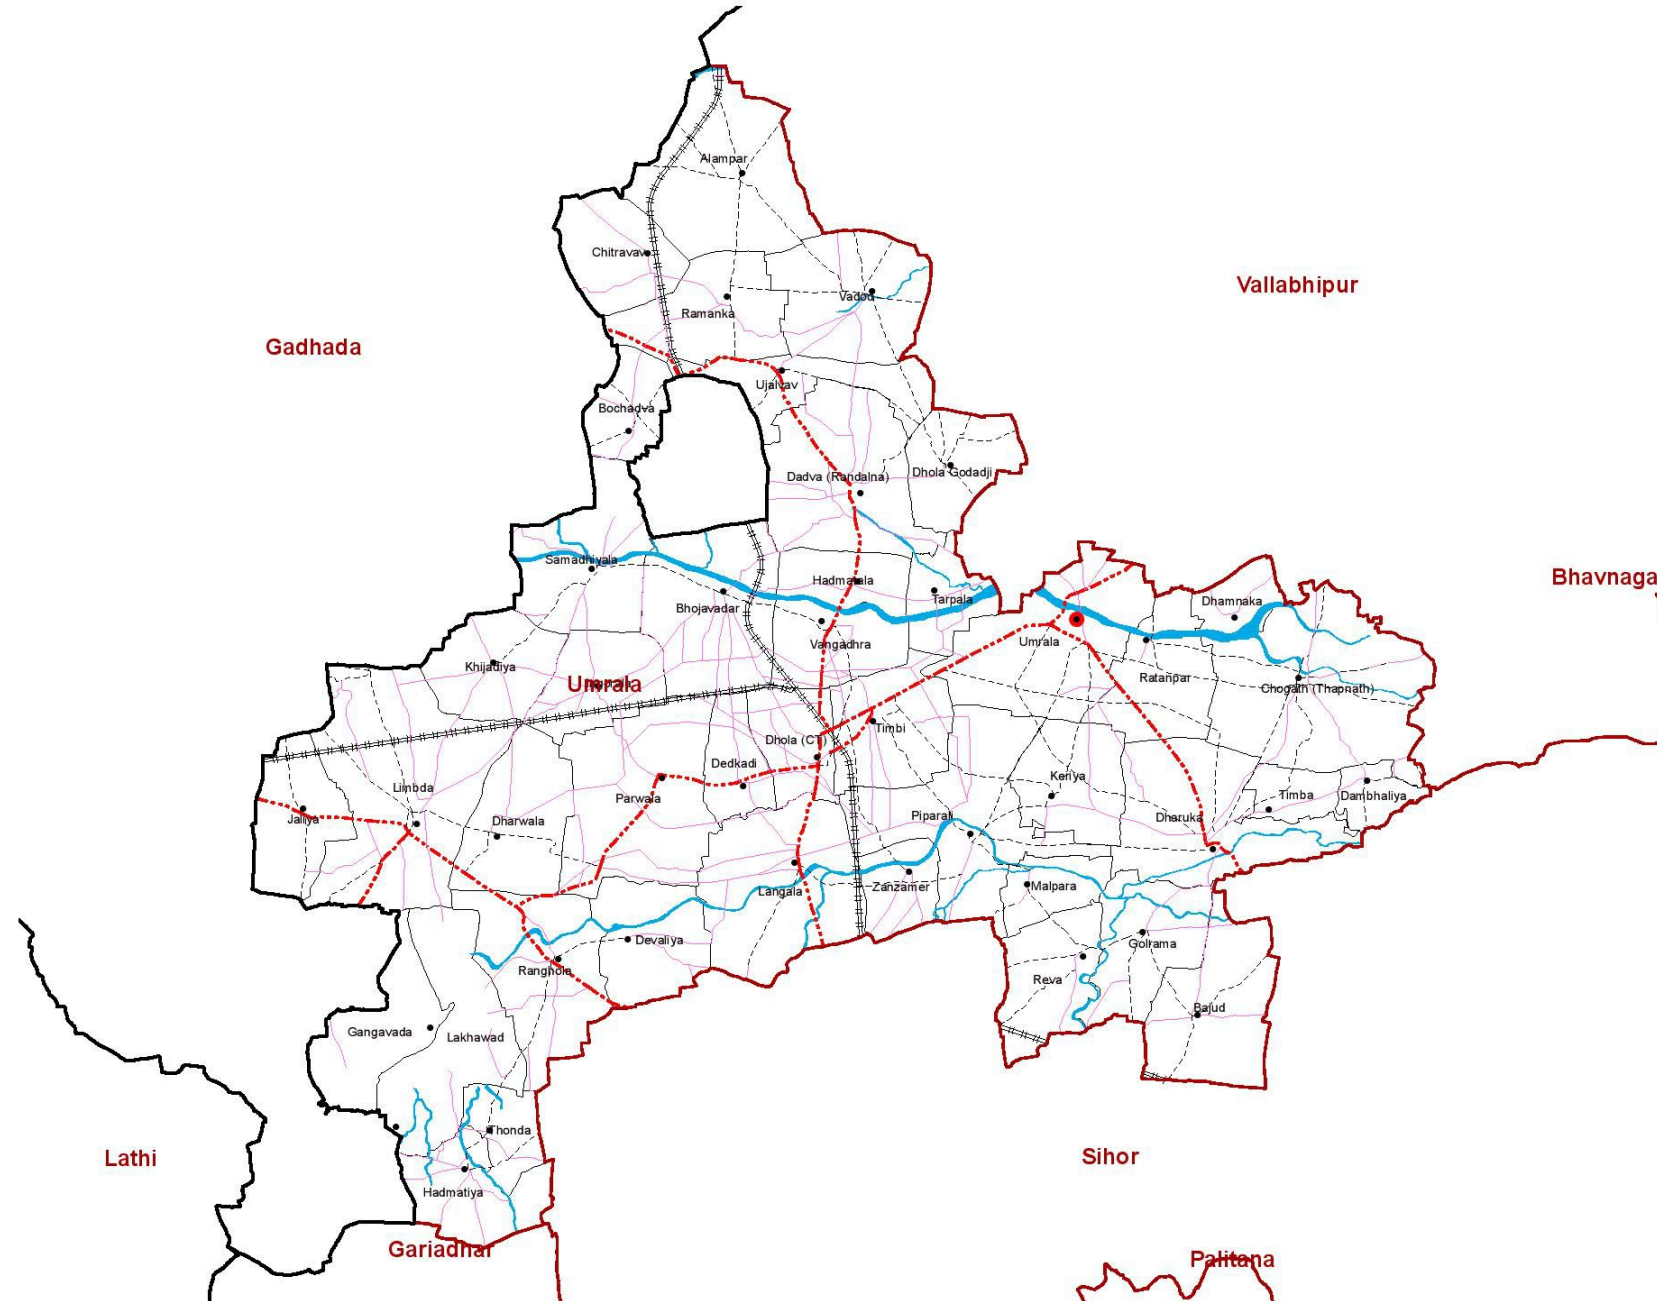 Alampar
Chitravav
Vallabhipur
Vadod
Ramanka
Gadhada
Ujalvav
Bochadva
Dhola Godadji
Dadva (Randalna)
Samadhiyala
Hadmatala
Bhavnaga
Tarpala
Dhamnaka
Bhojavadar
Umrala
Vangadhra
Khijadiya
Ratanpar
Umrala
Chogath (Thapnath)
Timbi
Dhola (CT)
Dedkadi
Keriya
Limbda
Parwala
Timba
Dambhaliya
Jaliya
Dharwala
Piparali
Dharuka
Langala
Zanzamer
Malpara
Devaliya
Golrama
Ranghola
Reva
Bajud
Gangavada
Lakhawad
Thonda
Lathi
Sihor
Hadmatiya
Gariadhar
Palitana